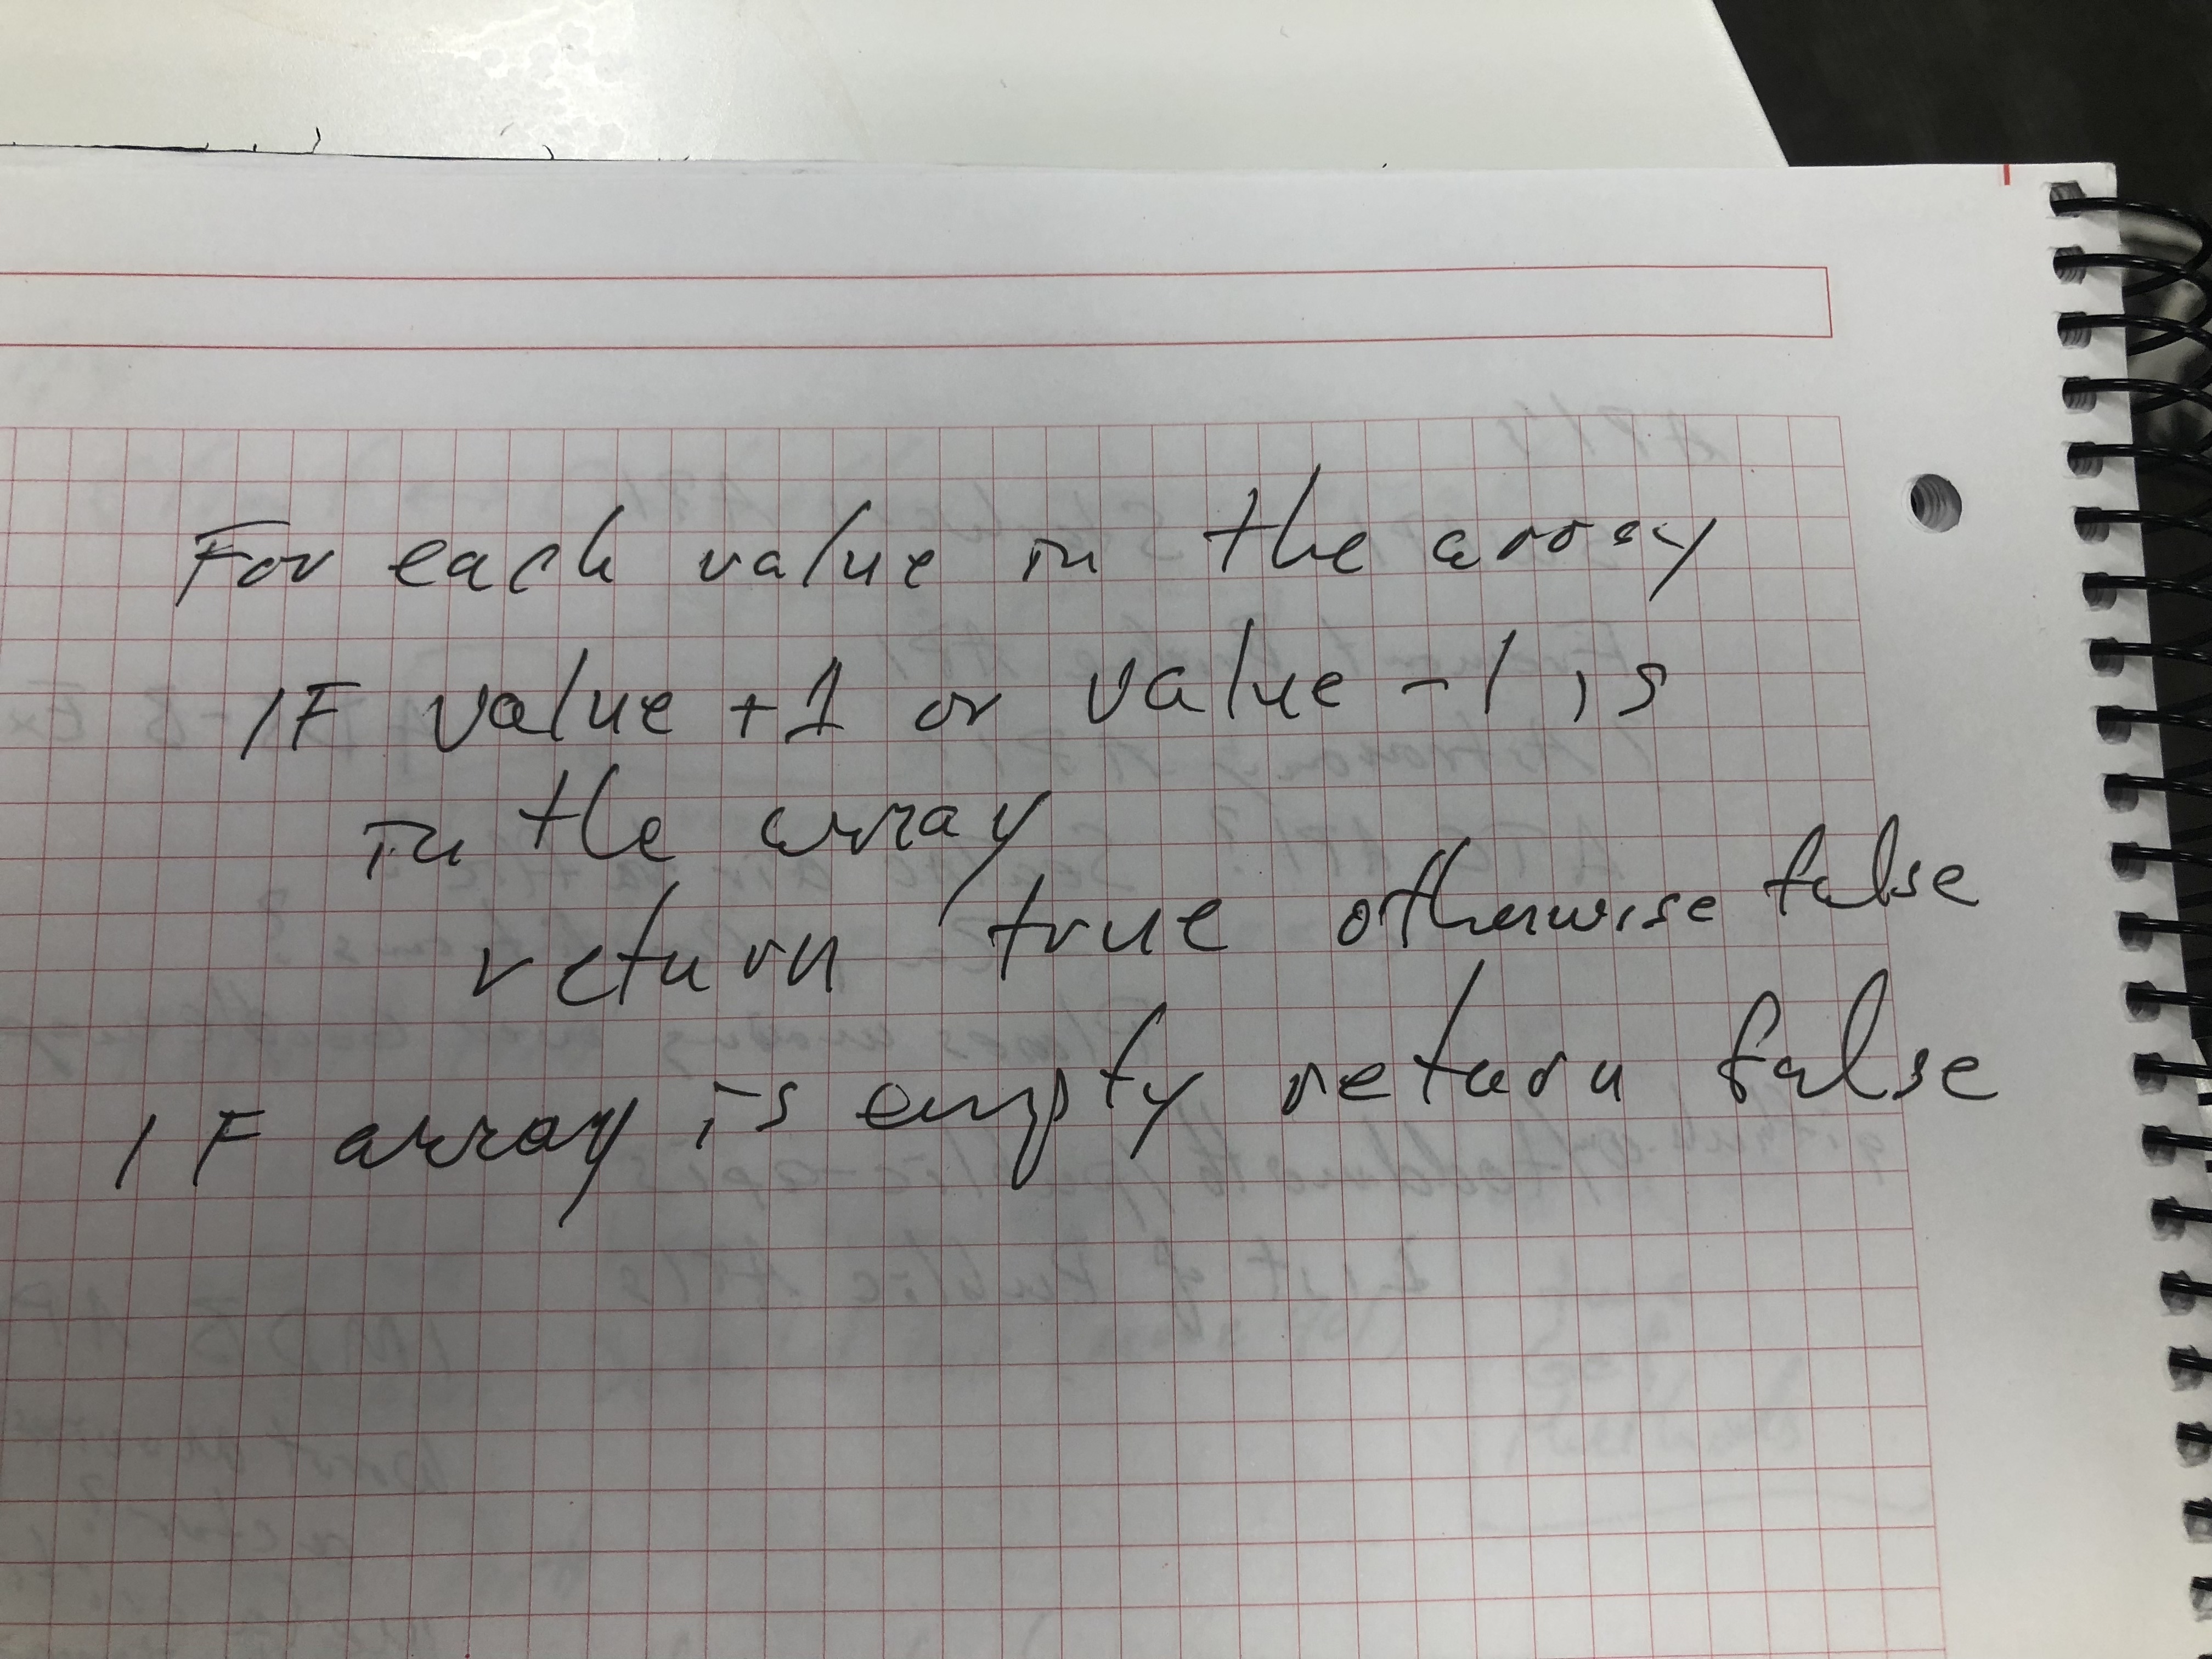 For each value in the array
IF value +1 or value -1 is
in the array
return true otherwise false
IF array is empty return false